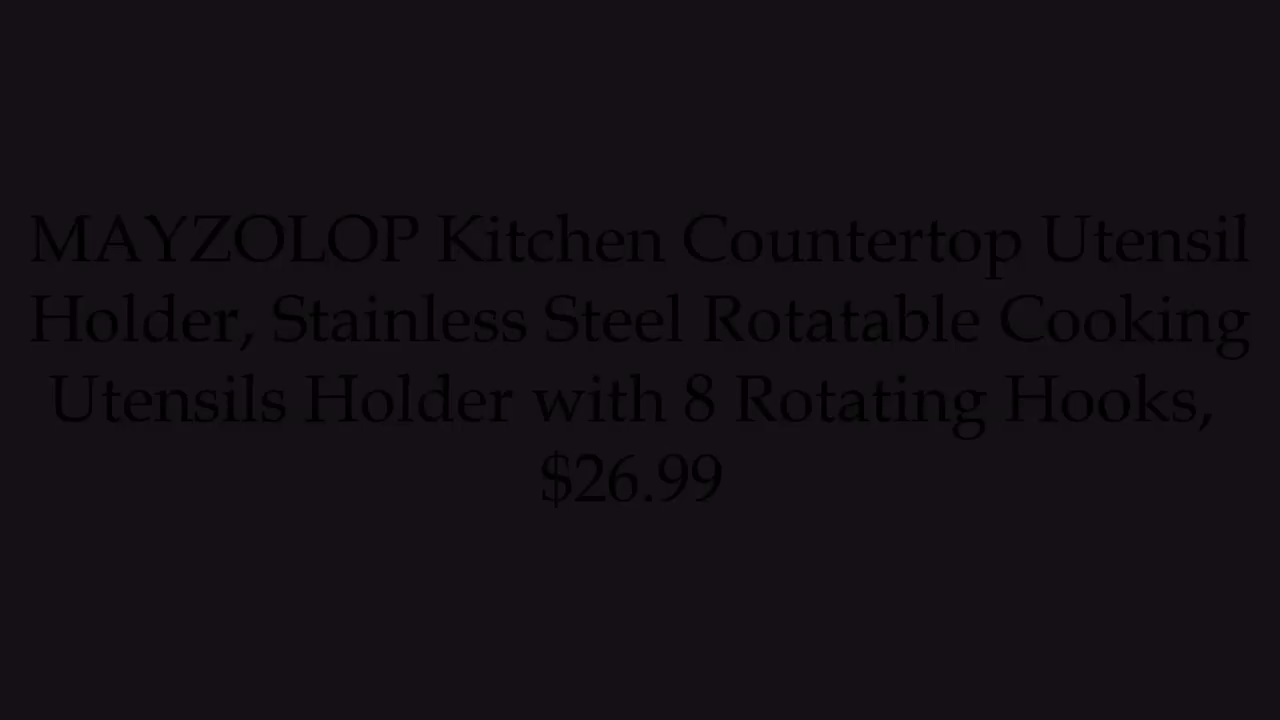 MAYZOLOP Kitchen Countertop Utensil
Holder, Stainless Steel Rotatable Cooking
Utensils Holder with 8 Rotating Hooks,
$26.99